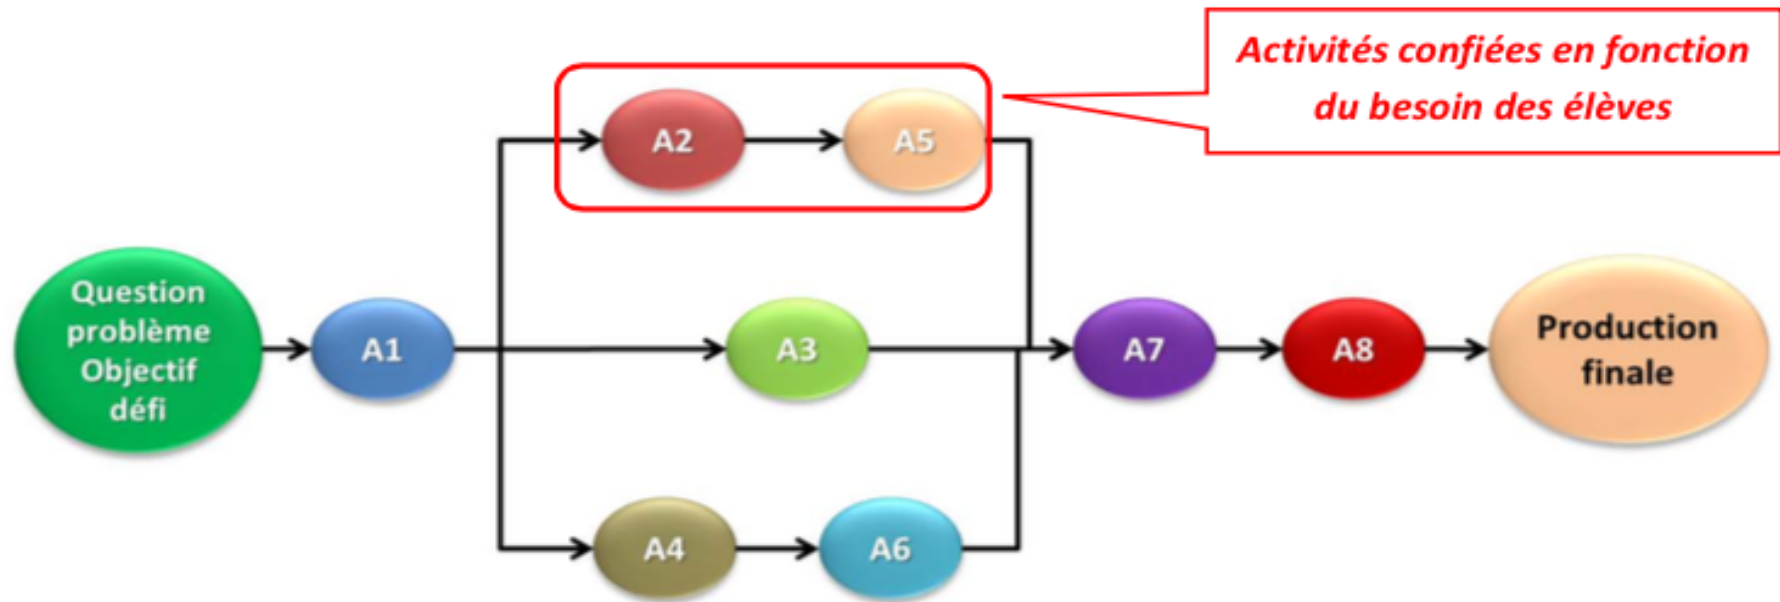 Activités confiées en fonction
du besoin des élèves
A2
A5
Question
problème
Objectif
défi
A1
A3
A7
A8
Production
finale
A4
A6